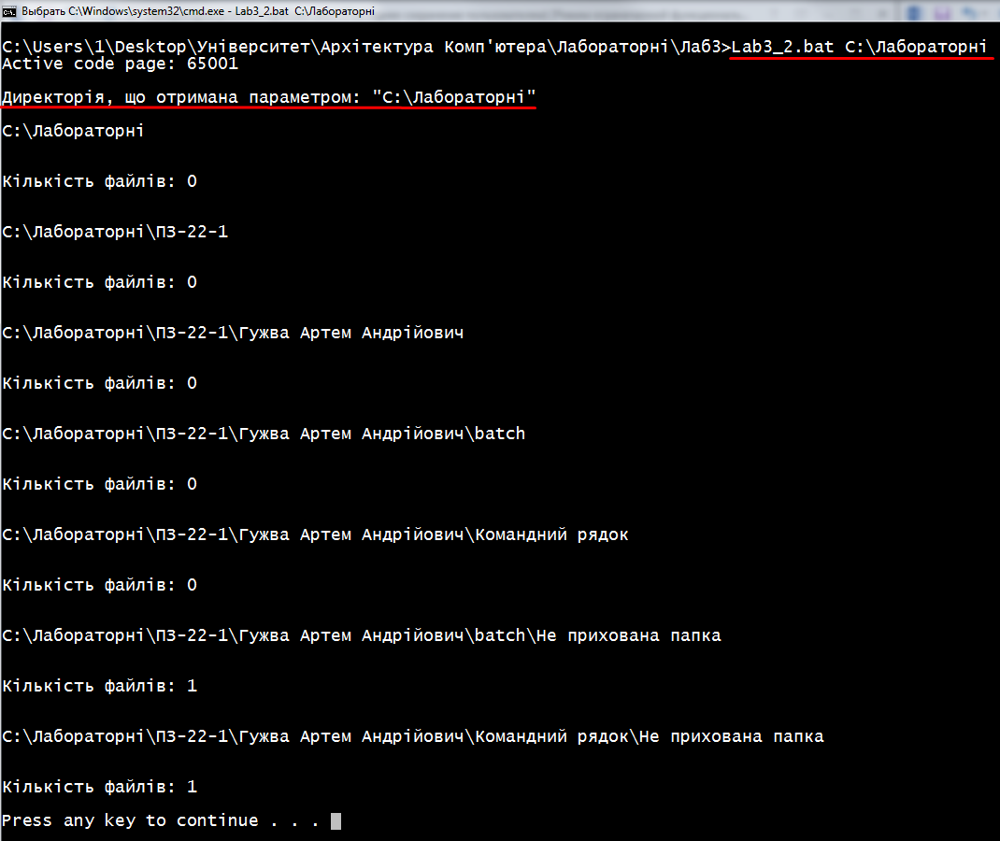 Выбрать C:\Windows\system32\cmd.exe - Lab3_2.bat C:\Лабораторні
C:\Users\1\Desktop\Університет\Архітектура Комп'ютера\Лабораторні\Лаб3>Lab3_2.bat C:\Лабораторні
Active code page: 65001
Директорія, що отримана параметром: "C:\Лабораторні"
C:\Лабораторні
Кількість файлів: 0
C:\Лабораторні\ПЗ-22-1
Кількість файлів: 0
C:\Лабораторні\ПЗ-22-1\Гужва Артем Андрійович
Кількість файлів: 0
C:\Лабораторні\ПЗ-22-1\Гужва Артем Андрійович\batch
Кількість файлів: 0
C:\Лабораторні\ПЗ-22-1\Гужва Артем Андрійович\Командний рядок
Кількість файлів: 0
C:\Лабораторні\ПЗ-22-1\Гужва Артем Андрійович\batch\Не прихована папка
Кількість файлів: 1
C:\Лабораторні\ПЗ-22-1\Гужва Артем Андрійович\Командний рядок\Не прихована папка
Кількість файлів: 1
Press any key to continue . . .